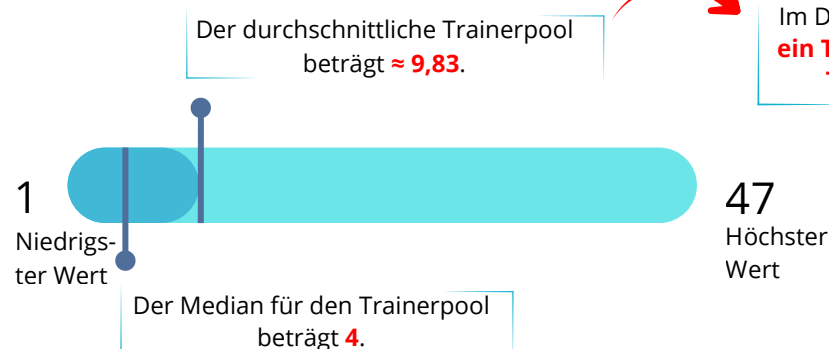 Der durchschnittliche Trainerpool
beträgt ≈ 9,83.
Im D
ein T
1
Niedrigs-
ter Wert
47
Höchster
Wert
Der Median für den Trainerpool
beträgt 4.